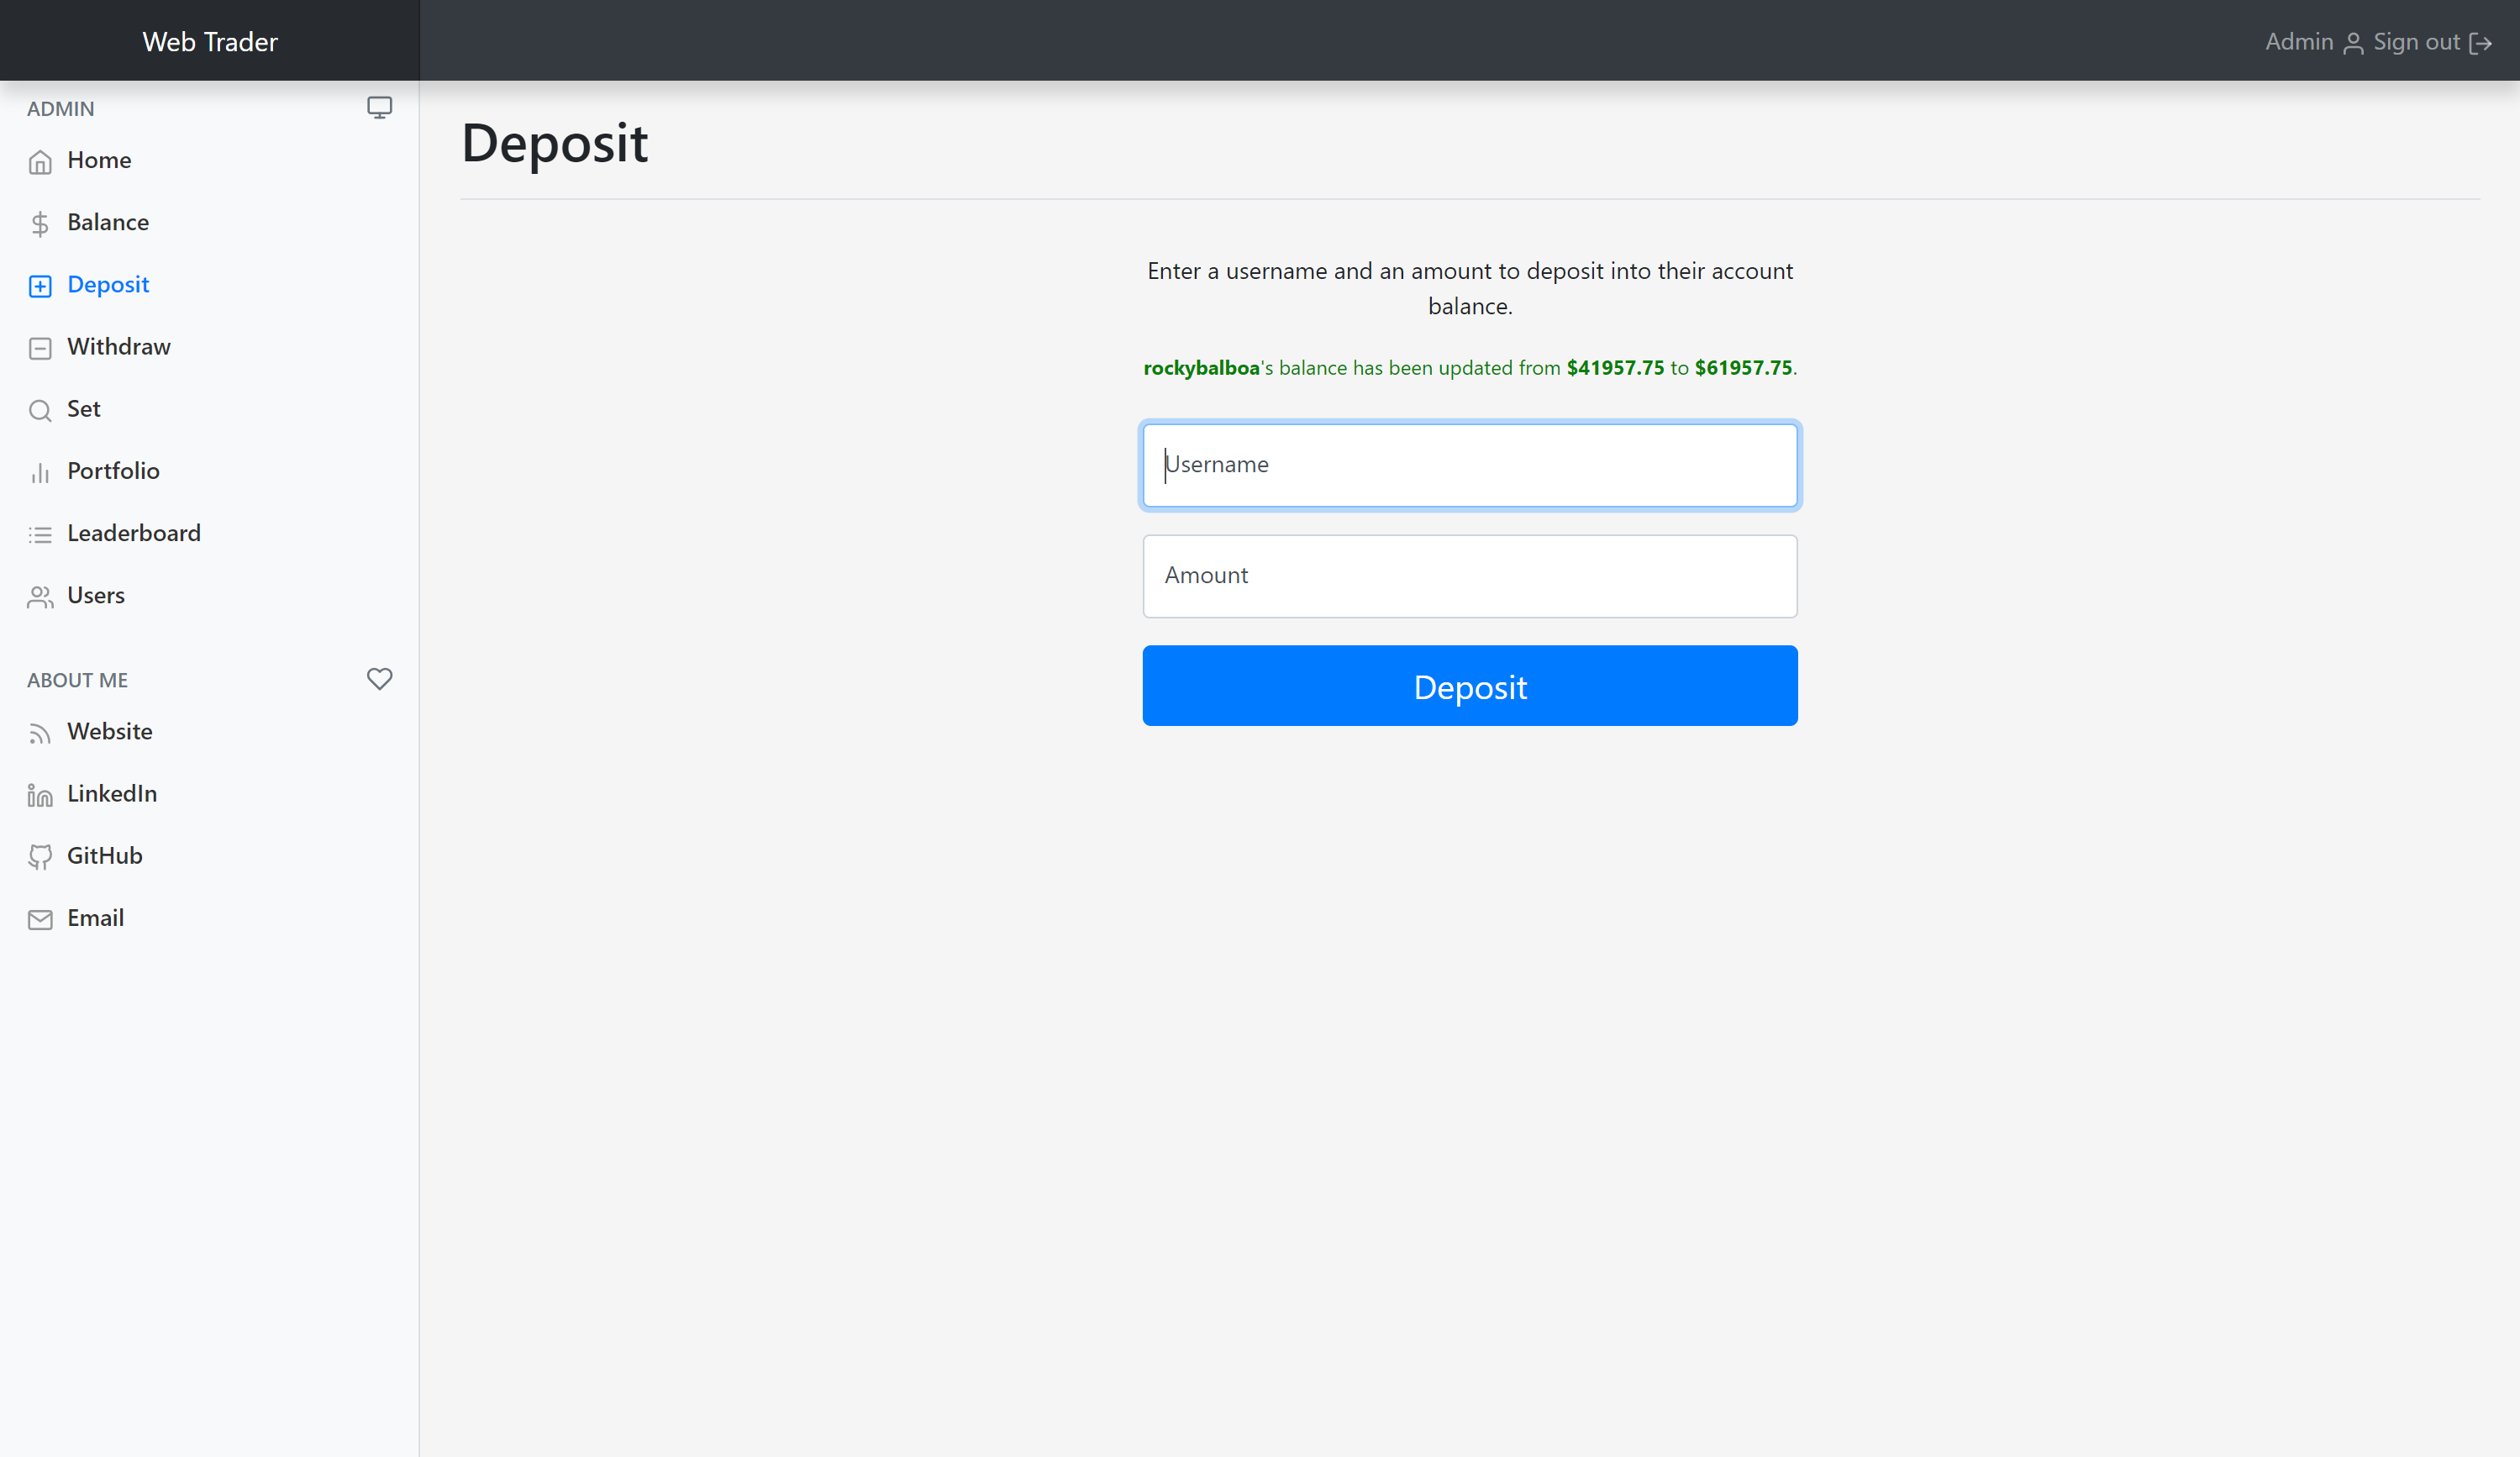 Web Trader
Admin Sign out
ADMIN
Home
Balance
Deposit
Withdraw
Set
Portfolio
Leaderboard
Users
ABOUT ME
Website
LinkedIn
GitHub
Email
Deposit
Enter a username and an amount to deposit into their account
balance.
rockybalboa's balance has been updated from $41957.75 to $61957.75.
Username
Amount
Deposit